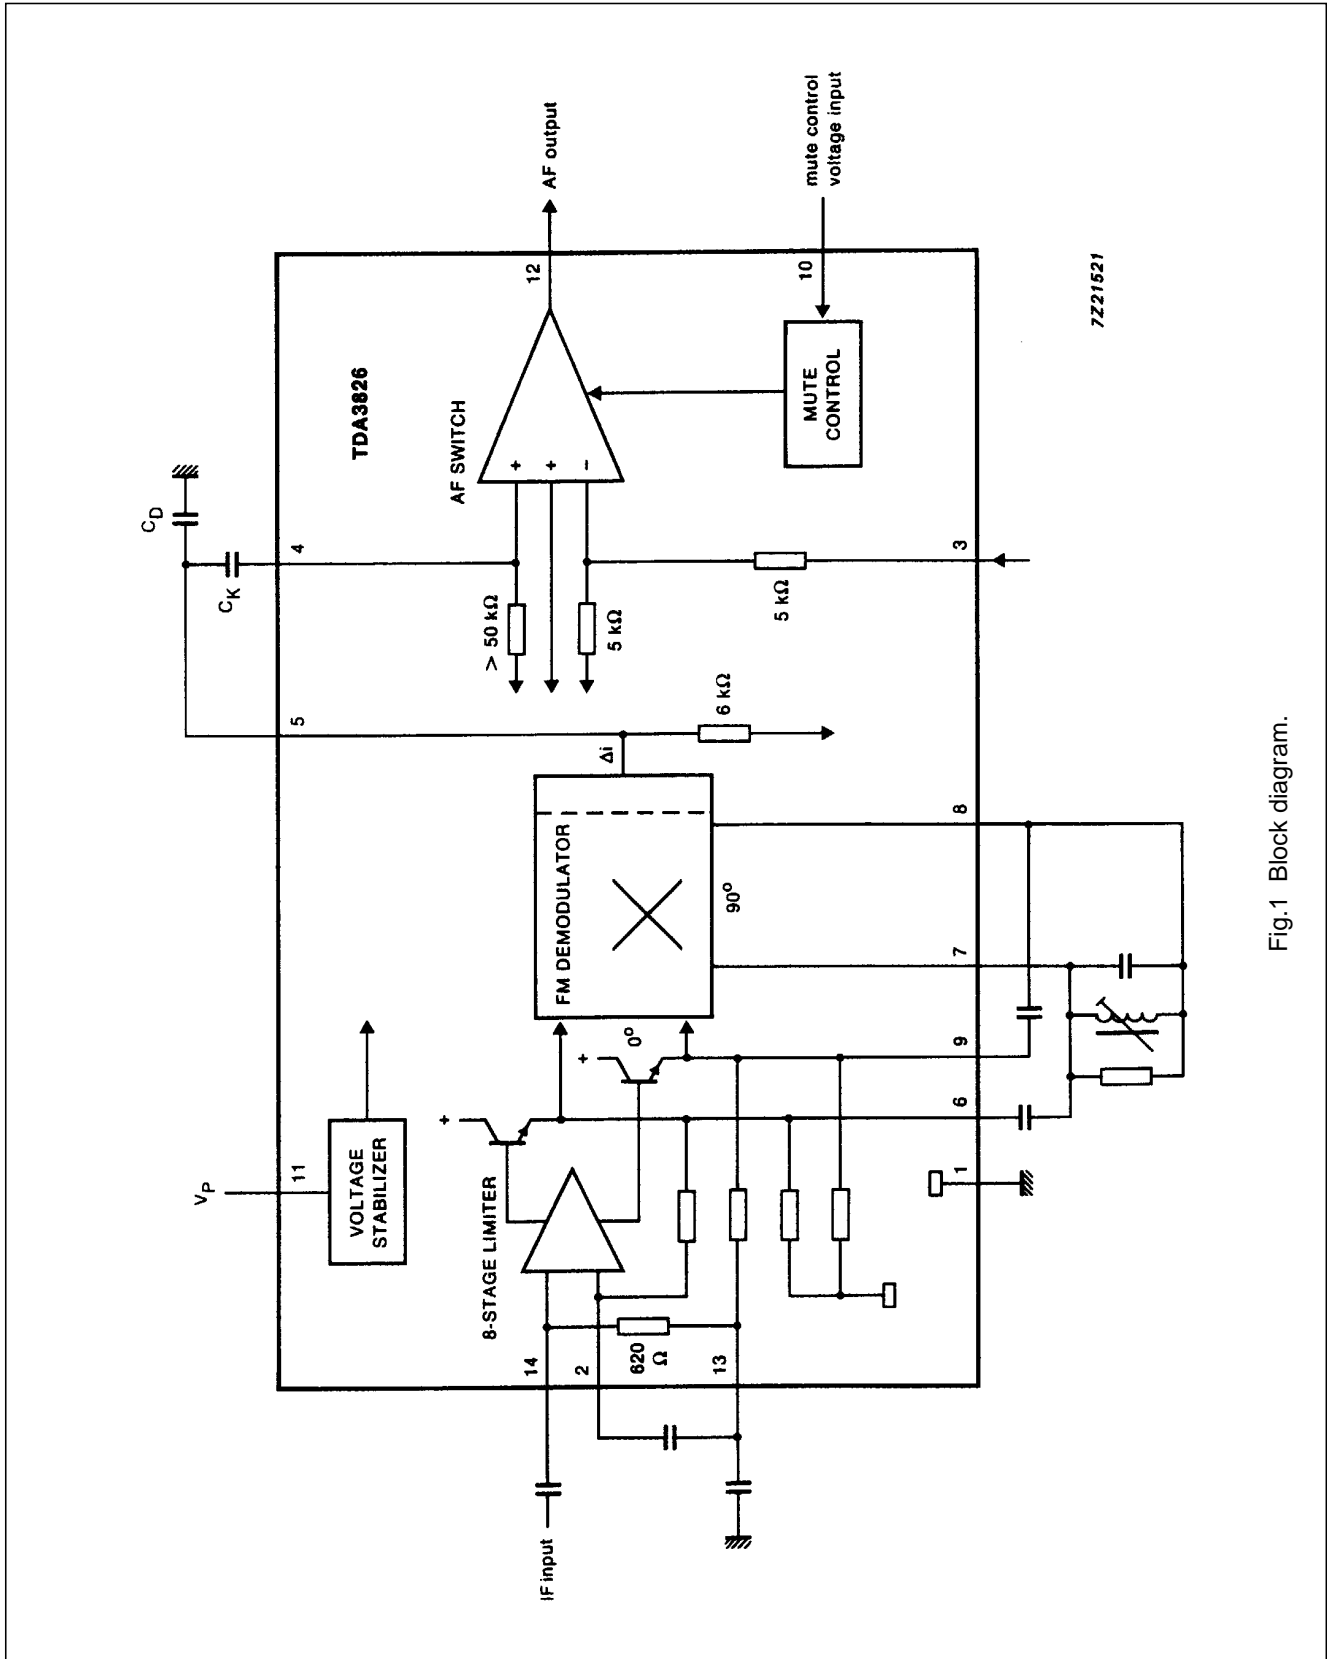 C_D
C_K
V_P
11
5
4
VOLTAGE
STABILIZER
TDA3826
8-STAGE LIMITER
+
+
0°
FM DEMODULATOR
90°
Δi
6 kΩ
> 50 kΩ
5 kΩ
5 kΩ
AF SWITCH
+
+
−
12
AF output
MUTE
CONTROL
10
mute control
voltage input
IF input
14
2
620
Ω
13
1
6
9
7
8
3
7Z21521
Fig.1 Block diagram.